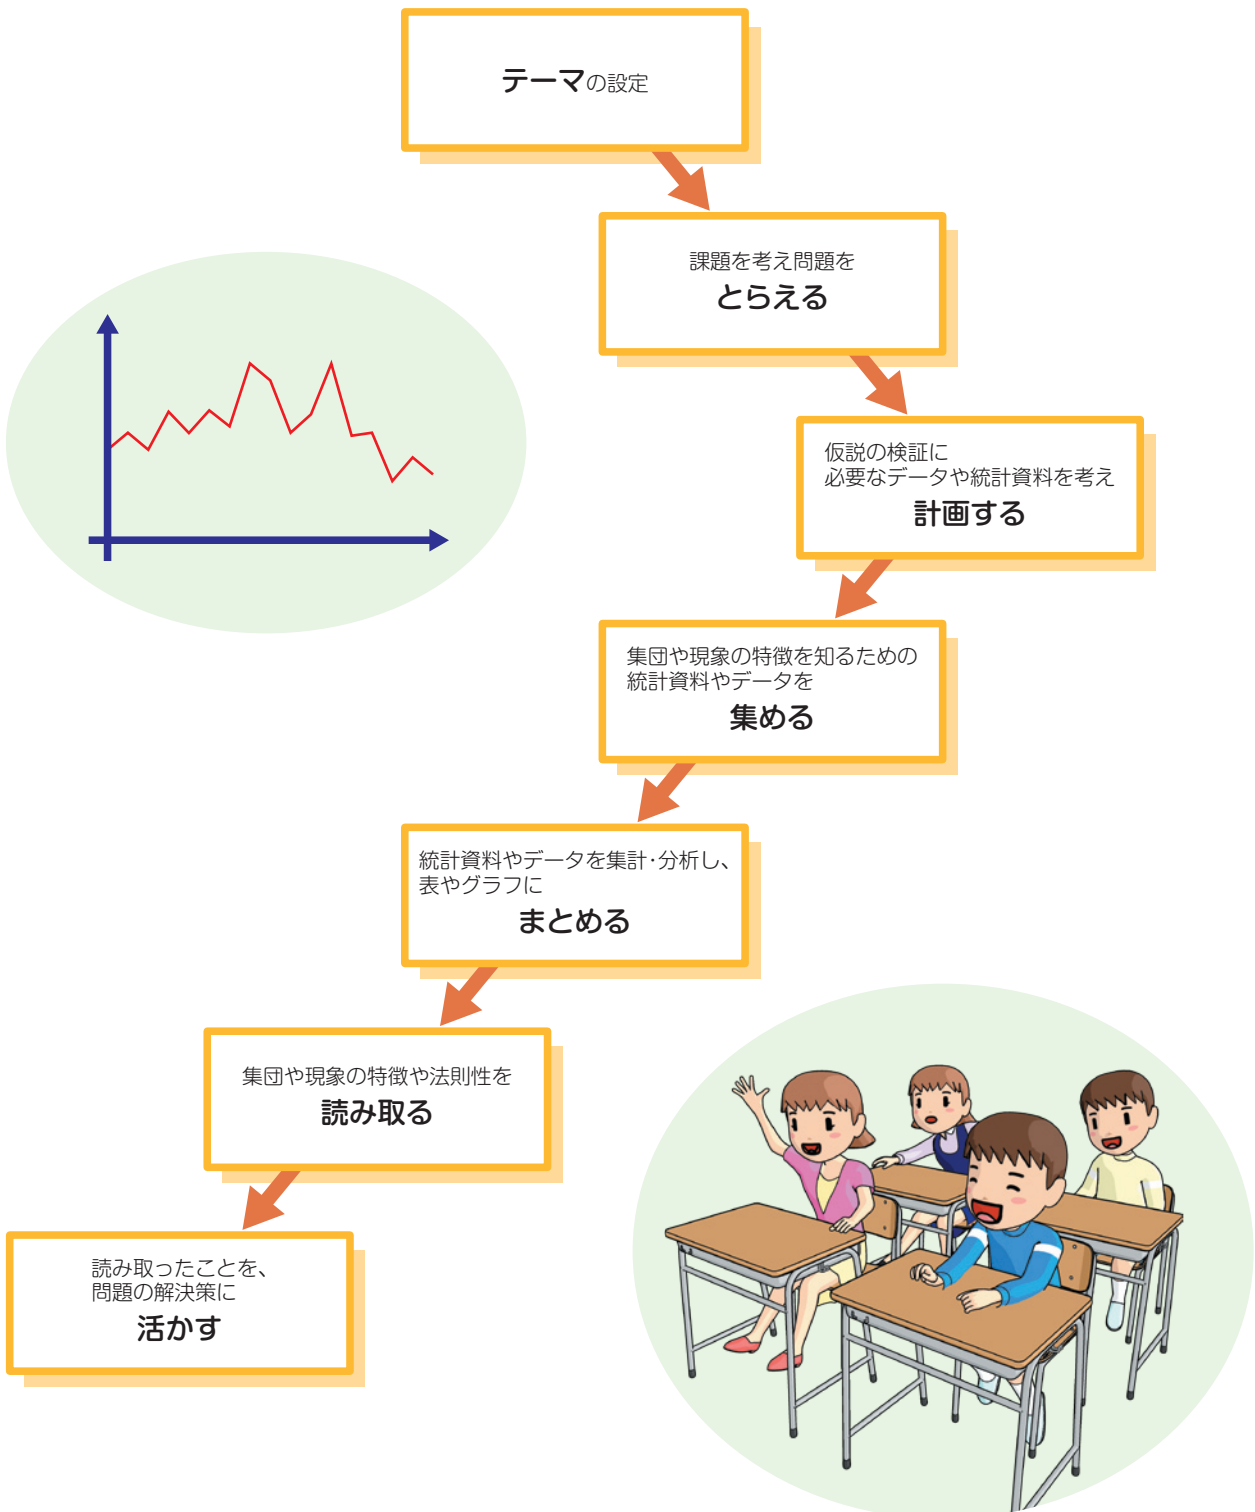 テーマの設定
課題を考え問題を
とらえる
仮説の検証に
必要なデータや統計資料を考え
計画する
集団や現象の特徴を知るための
統計資料やデータを
集める
統計資料やデータを集計・分析し、
表やグラフに
まとめる
集団や現象の特徴や法則性を
読み取る
読み取ったことを、
問題の解決策に
活かす